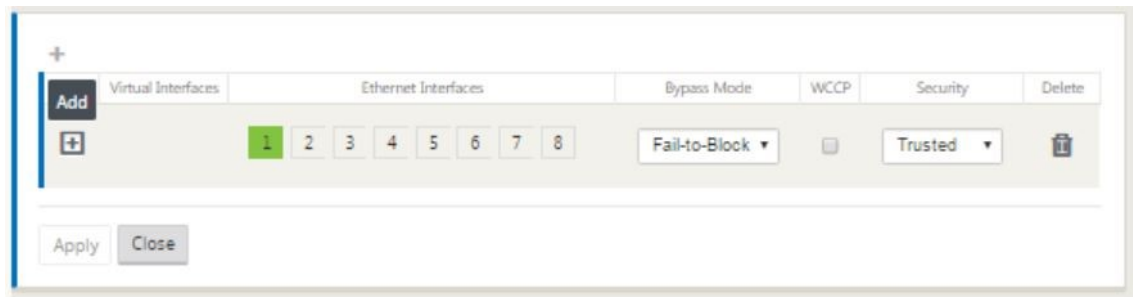 +
Add
Virtual Interfaces Ethernet Interfaces Bypass Mode WCCP Security Delete
+ 1 2 3 4 5 6 7 8 Fail-to-Block Trusted
Apply Close